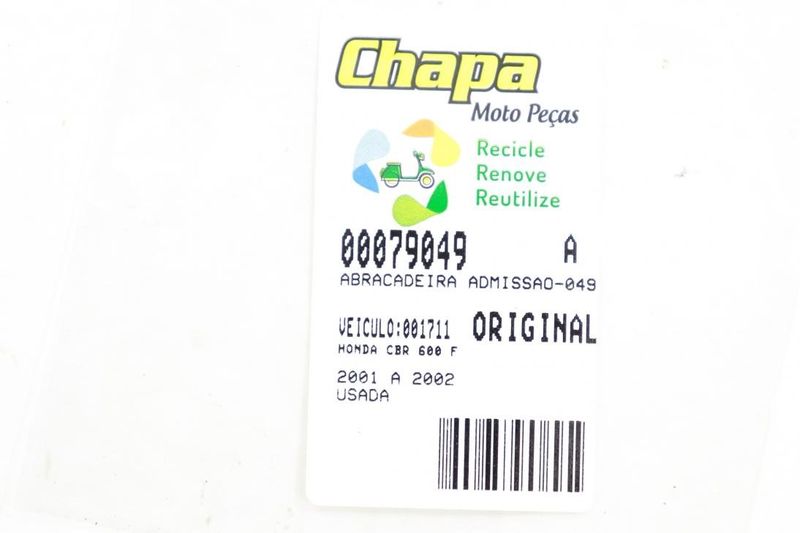 Chapa
Moto Peças
Recicle
Renove
Reutilize
00079049 A
ABRACADEIRA ADMISSAO-049
VEICULO:001711 ORIGINAL
HONDA CBR 600 F
2001 A 2002
USADA